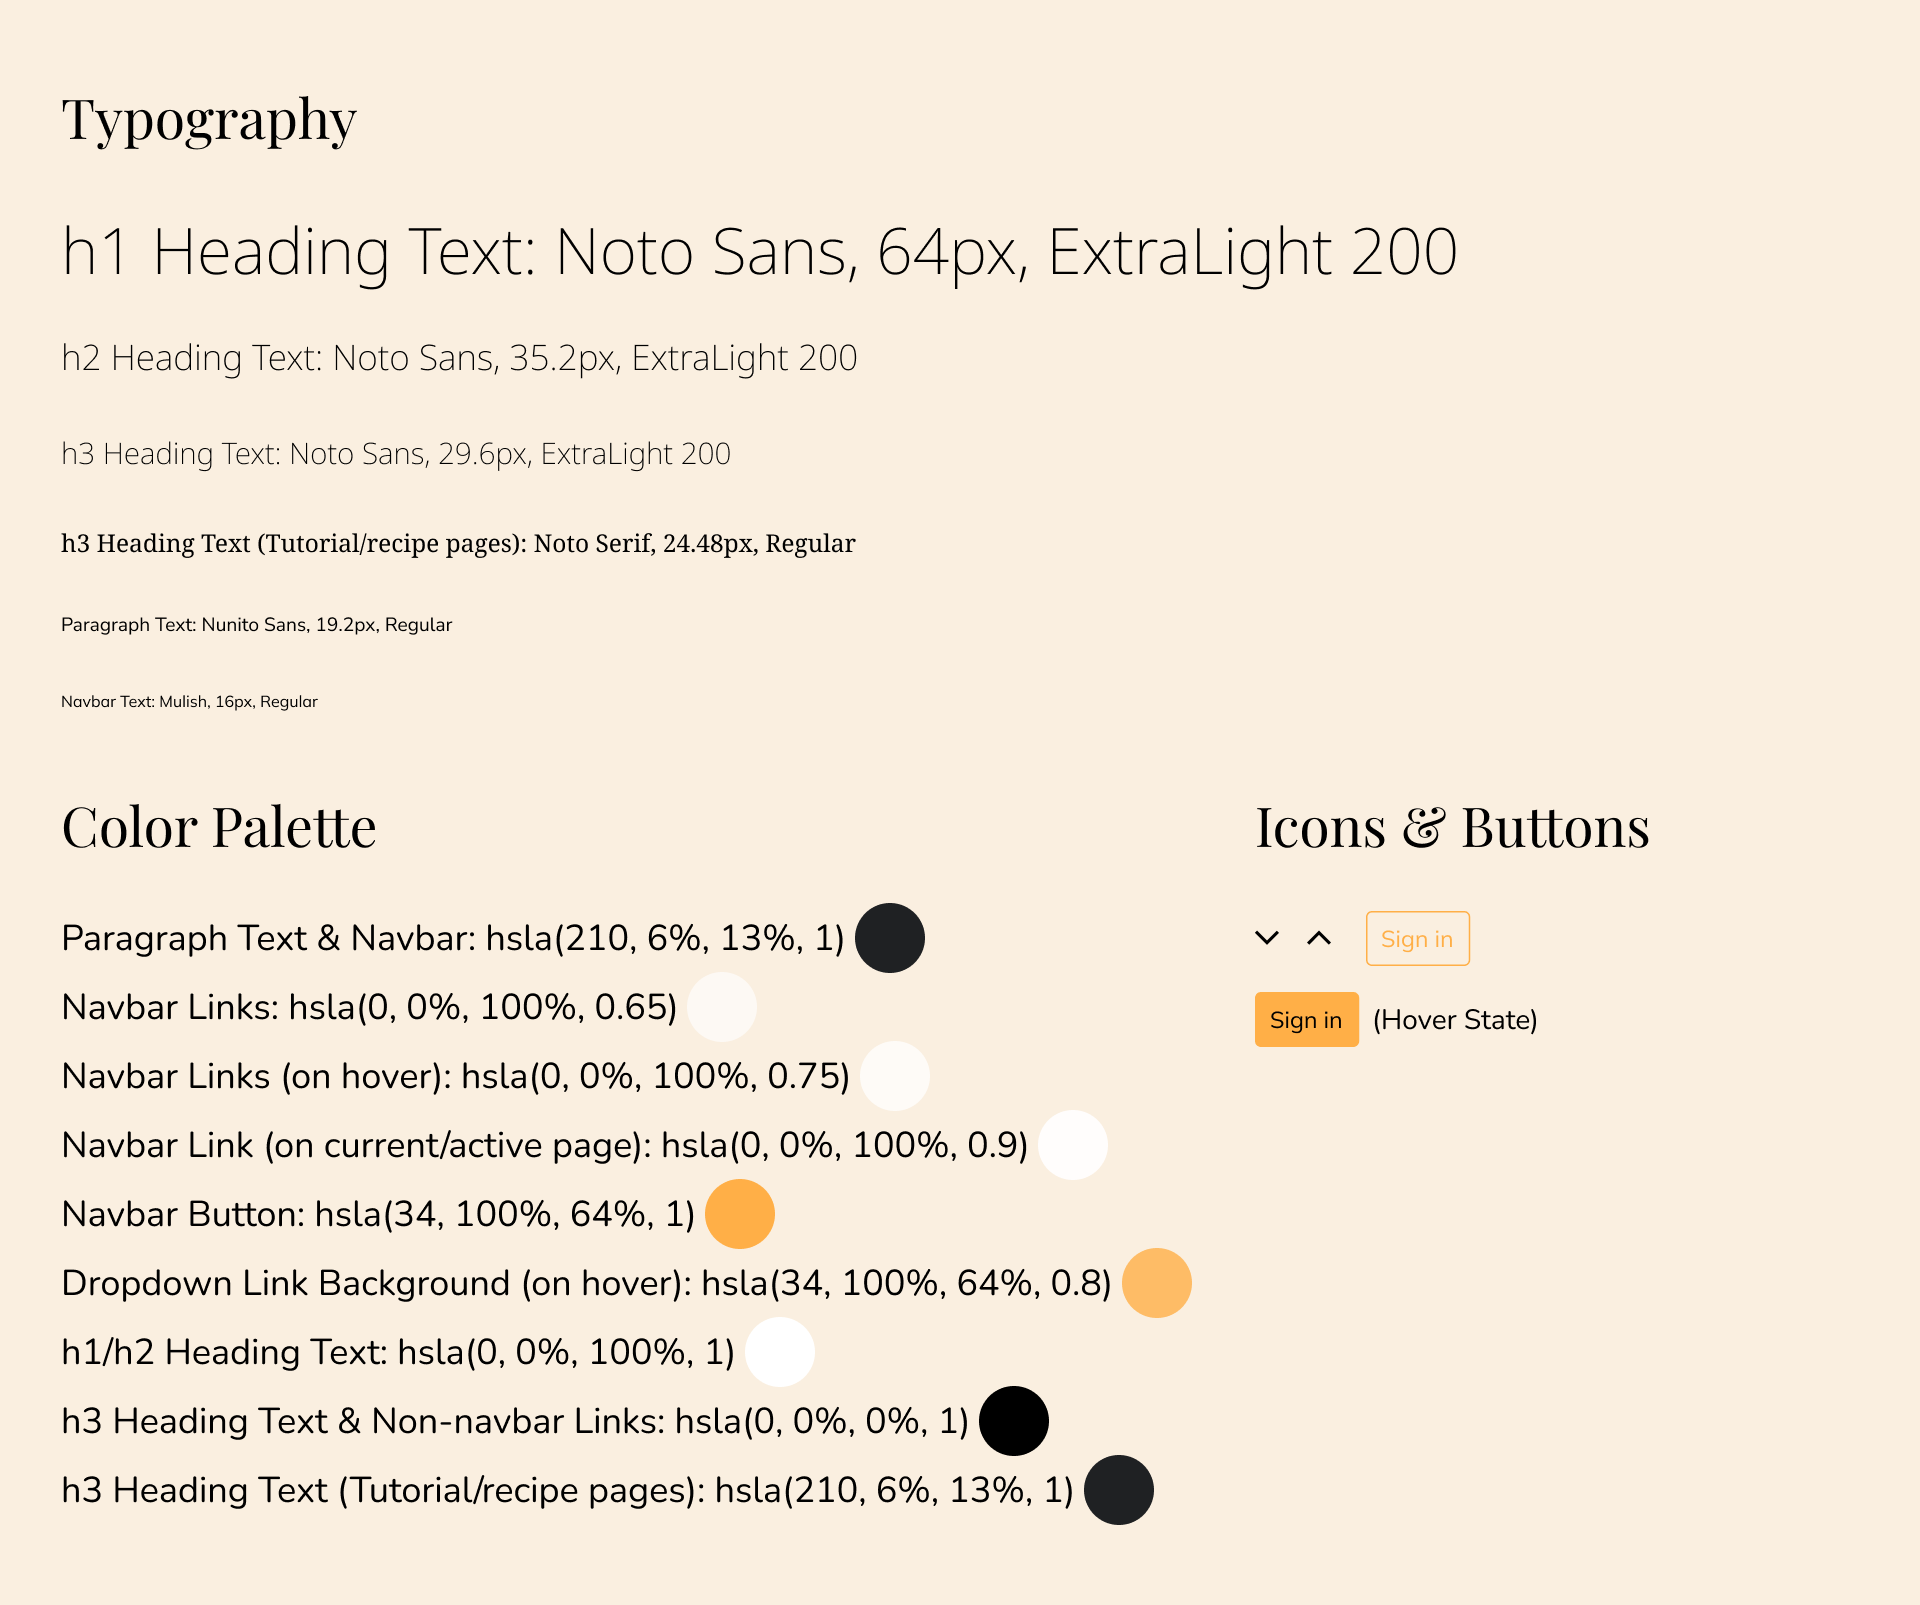 Typography
h1 Heading Text: Noto Sans, 64px, ExtraLight 200
h2 Heading Text: Noto Sans, 35.2px, ExtraLight 200
h3 Heading Text: Noto Sans, 29.6px, ExtraLight 200
h3 Heading Text (Tutorial/recipe pages): Noto Serif, 24.48px, Regular
Paragraph Text: Nunito Sans, 19.2px, Regular
Navbar Text: Mulish, 16px, Regular
Color Palette
Paragraph Text & Navbar: hsla(210, 6%, 13%, 1)
Navbar Links: hsla(0, 0%, 100%, 0.65)
Navbar Links (on hover): hsla(0, 0%, 100%, 0.75)
Navbar Link (on current/active page): hsla(0, 0%, 100%, 0.9)
Navbar Button: hsla(34, 100%, 64%, 1)
Dropdown Link Background (on hover): hsla(34, 100%, 64%, 0.8)
h1/h2 Heading Text: hsla(0, 0%, 100%, 1)
h3 Heading Text & Non-navbar Links: hsla(0, 0%, 0%, 1)
h3 Heading Text (Tutorial/recipe pages): hsla(210, 6%, 13%, 1)
Icons & Buttons
Sign in
Sign in (Hover State)